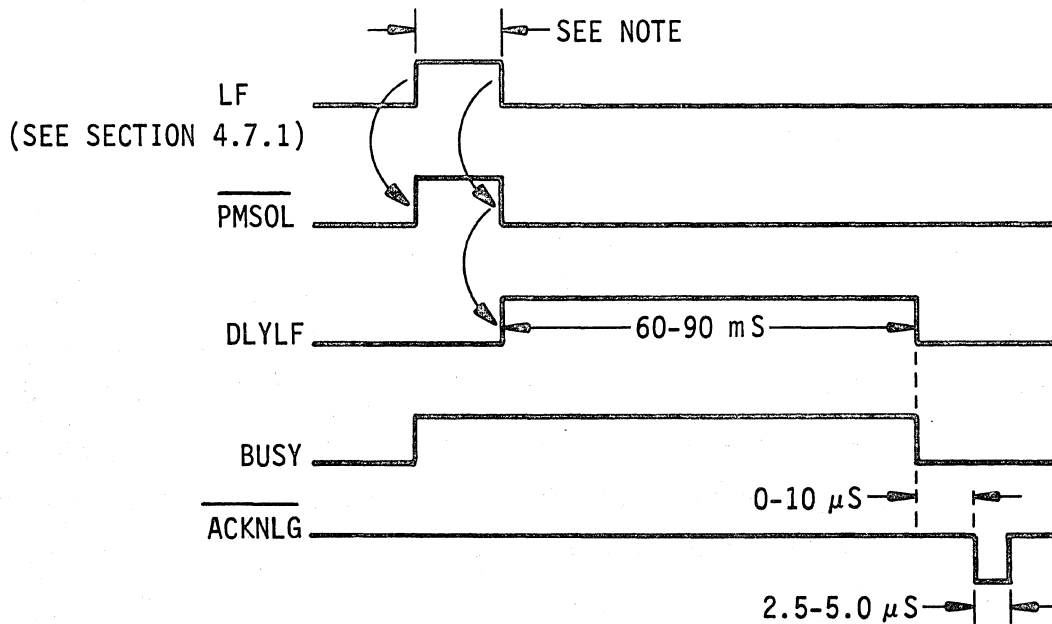 SEE NOTE
LF
(SEE SECTION 4.7.1)
PMSOL
DLYLF
60-90 mS
BUSY
0-10 μS
ACKNLG
2.5-5.0 μS